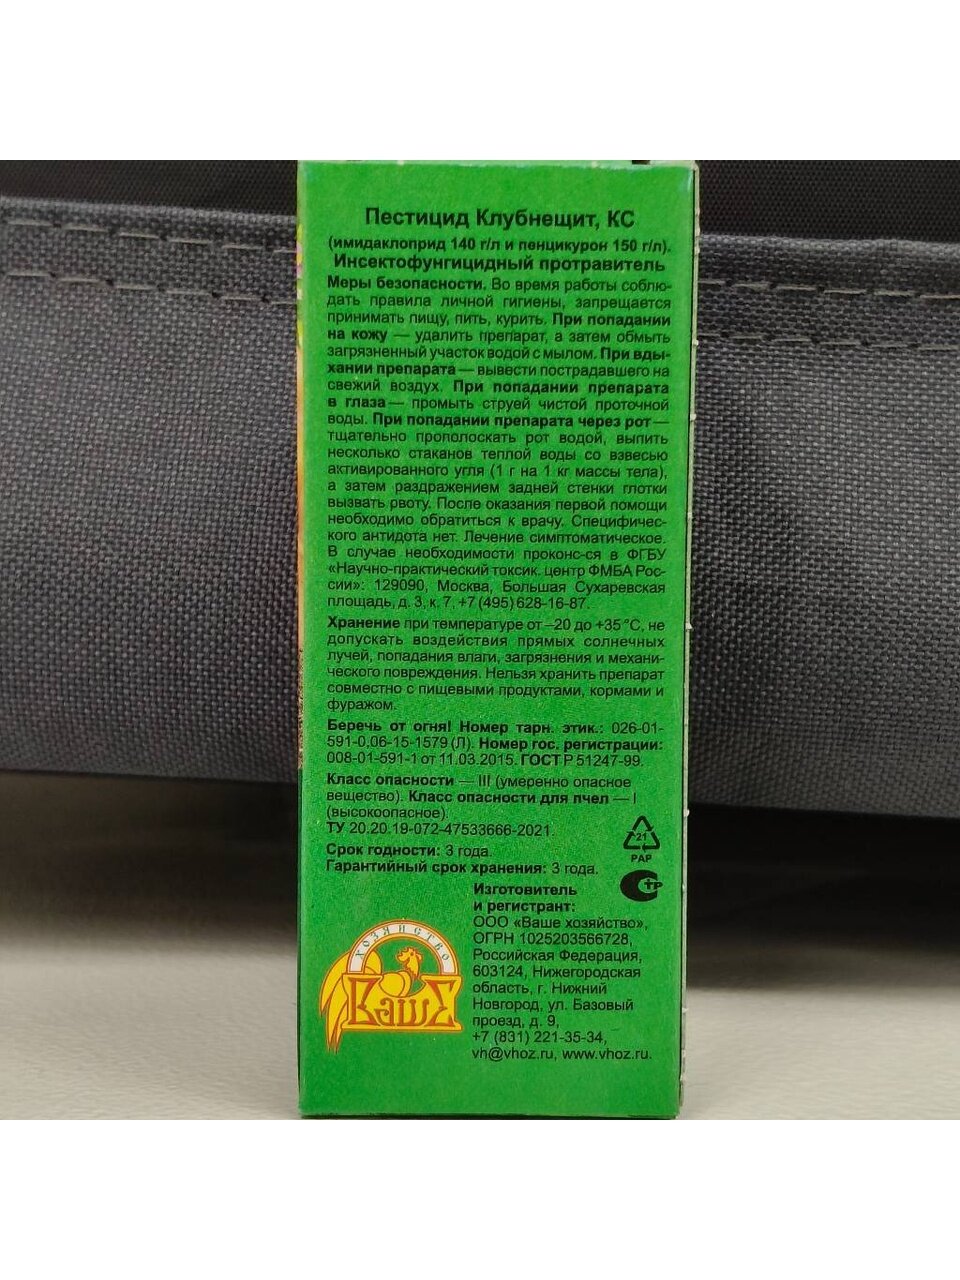 Пестицид Клубнещит, КС
(имидаклоприд 140 г/л и пенцикурон 150 г/л).
Инсектофунгицидный протравитель
Меры безопасности. Во время работы соблю-
дать правила личной гигиены, запрещается
принимать пищу, пить, курить. При попадании
на кожу — удалить препарат, а затем обмыть
загрязненный участок водой с мылом. При вды-
хании препарата — вывести пострадавшего на
свежий воздух. При попадании препарата
в глаза — промыть струей чистой проточной
воды. При попадании препарата через рот —
тщательно прополоскать рот водой, выпить
несколько стаканов теплой воды со взвесью
активированного угля (1 г на 1 кг массы тела),
а затем раздражением задней стенки глотки
вызвать рвоту. После оказания первой помощи
необходимо обратиться к врачу. Специфичес-
кого антидота нет. Лечение симптоматическое.
В случае необходимости проконс-ся в ФГБУ
«Научно-практический токсик. центр ФМБА Рос-
сии»: 129090, Москва, Большая Сухаревская
площадь, д. 3, к. 7, +7 (495) 628-16-87.
Хранение при температуре от –20 до +35 °С, не
допускать воздействия прямых солнечных
лучей, попадания влаги, загрязнения и механи-
ческого повреждения. Нельзя хранить препарат
совместно с пищевыми продуктами, кормами и
фуражом.
Беречь от огня! Номер тарн. этик.: 026-01-
591-0,06-15-1579 (Л). Номер гос. регистрации:
008-01-591-1 от 11.03.2015. ГОСТ Р 51247-99.
Класс опасности — III (умеренно опасное
вещество). Класс опасности для пчел — I
(высокоопасное).
ТУ 20.20.19-072-47533666-2021.
Срок годности: 3 года.
Гарантийный срок хранения: 3 года.
21
PAP
СТР
Изготовитель
и регистрант:
ООО «Ваше хозяйство»,
ОГРН 1025203566728,
Российская Федерация,
603124, Нижегородская
область, г. Нижний
Новгород, ул. Базовый
проезд, д. 9,
+7 (831) 221-35-34,
vh@vhoz.ru, www.vhoz.ru.
ХОЗЯЙСТВО
ВАШЕ